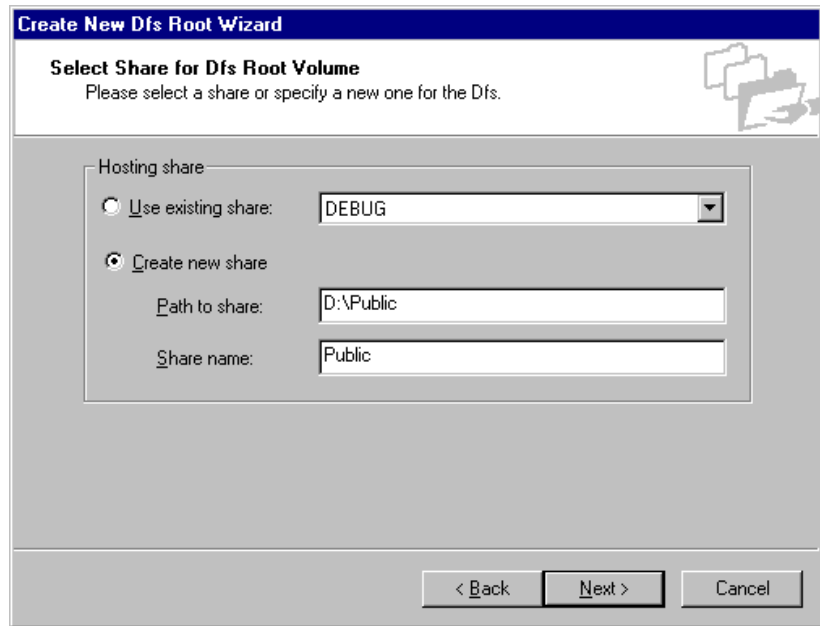 Create New Dfs Root Wizard
Select Share for Dfs Root Volume
Please select a share or specify a new one for the Dfs.
Hosting share
Use existing share: DEBUG
Create new share
Path to share: D:\Public
Share name: Public
< Back Next > Cancel